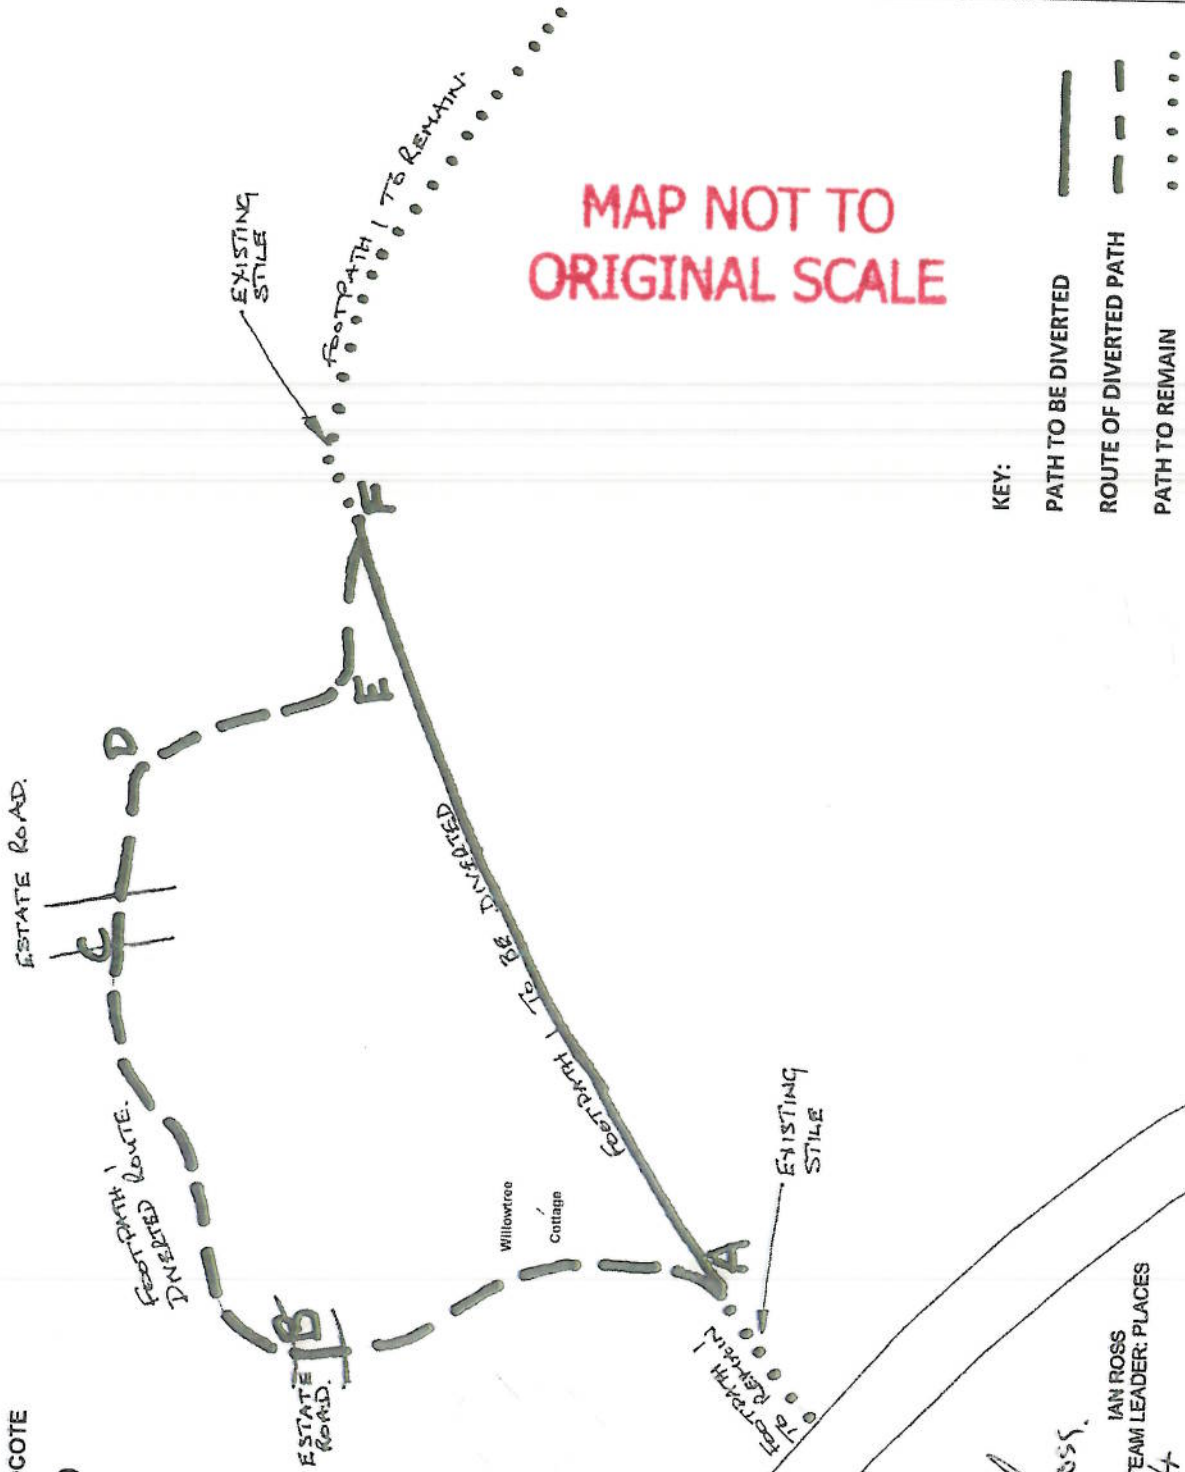 COTE
)
ESTATE ROAD.
D
C
FOOTPATH 1
DIVERTED ROUTE.
B
ESTATE
ROAD.
EXISTING
STILE
FOOTPATH 1 TO REMAIN.
F
E
FOOTPATH 1 TO BE DIVERTED
Willowtree
Cottage
A
EXISTING
STILE
FOOTPATH 1
TO REMAIN
MAP NOT TO
ORIGINAL SCALE
KEY:
PATH TO BE DIVERTED
ROUTE OF DIVERTED PATH
PATH TO REMAIN
IAN ROSS
TEAM LEADER: PLACES